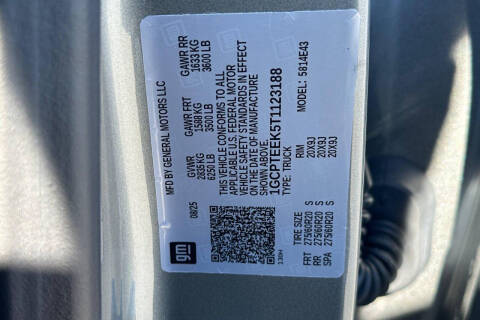 MFD BY GENERAL MOTORS LLC
08/25
GVWR
2835 KG
6250 LB
GAWR FRT
1588 KG
3500 LB
GAWR RR
1633 KG
3600 LB
THIS VEHICLE CONFORMS TO ALL
APPLICABLE U.S. FEDERAL MOTOR
VEHICLE SAFETY STANDARDS IN EFFECT
ON THE DATE OF MANUFACTURE
SHOWN ABOVE.
1GCPTEEK5T1123188
TYPE: TRUCK
MODEL: 5814E43
TIRE SIZE RIM
FRT 275/60R20 S 20X9J
RR 275/60R20 S 20X9J
SPA 275/60R20 S 20X9J
gm